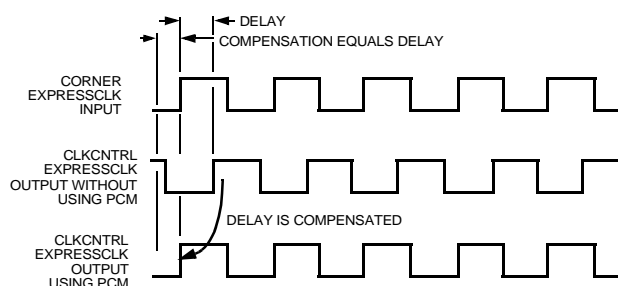 DELAY
COMPENSATION EQUALS DELAY
CORNER
EXPRESSCLK
INPUT
CLKCNTRL
EXPRESSCLK
OUTPUT WITHOUT
USING PCM
DELAY IS COMPENSATED
CLKCNTRL
EXPRESSCLK
OUTPUT
USING PCM